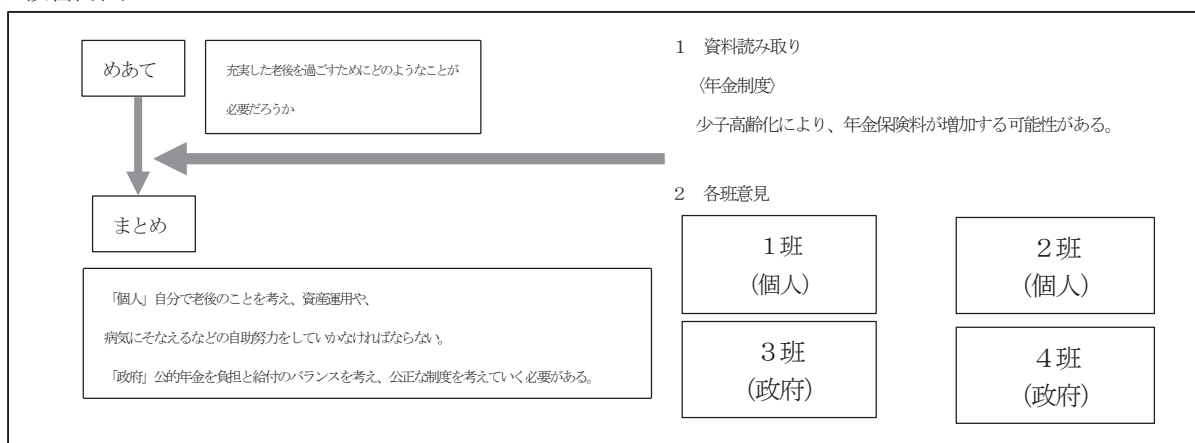 めあて
充実した老後を過ごすためにどのようなことが
必要だろうか
まとめ
「個人」自分で老後のことを考え、資産運用や、
病気にそなえるなどの自助努力をしていかなければならない。
「政府」公的年金を負担と給付のバランスを考え、公正な制度を考えていく必要がある。
1 資料読み取り
〈年金制度〉
少子高齢化により、年金保険料が増加する可能性がある。
2 各班意見
1班
(個人)
2班
(個人)
3班
(政府)
4班
(政府)